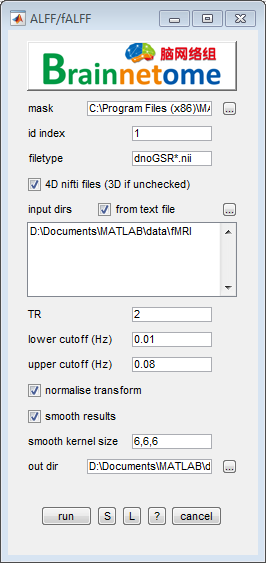 ALFF/fALFF
脑网络组
Brainnetome
mask C:\Program Files (x86)\MA ...
id index 1
filetype dnoGSR*.nii
4D nifti files (3D if unchecked)
input dirs from text file ...
D:\Documents\MATLAB\data\fMRI
TR 2
lower cutoff (Hz) 0.01
upper cutoff (Hz) 0.08
normalise transform
smooth results
smooth kernel size 6,6,6
out dir D:\Documents\MATLAB\d ...
run S L ? cancel